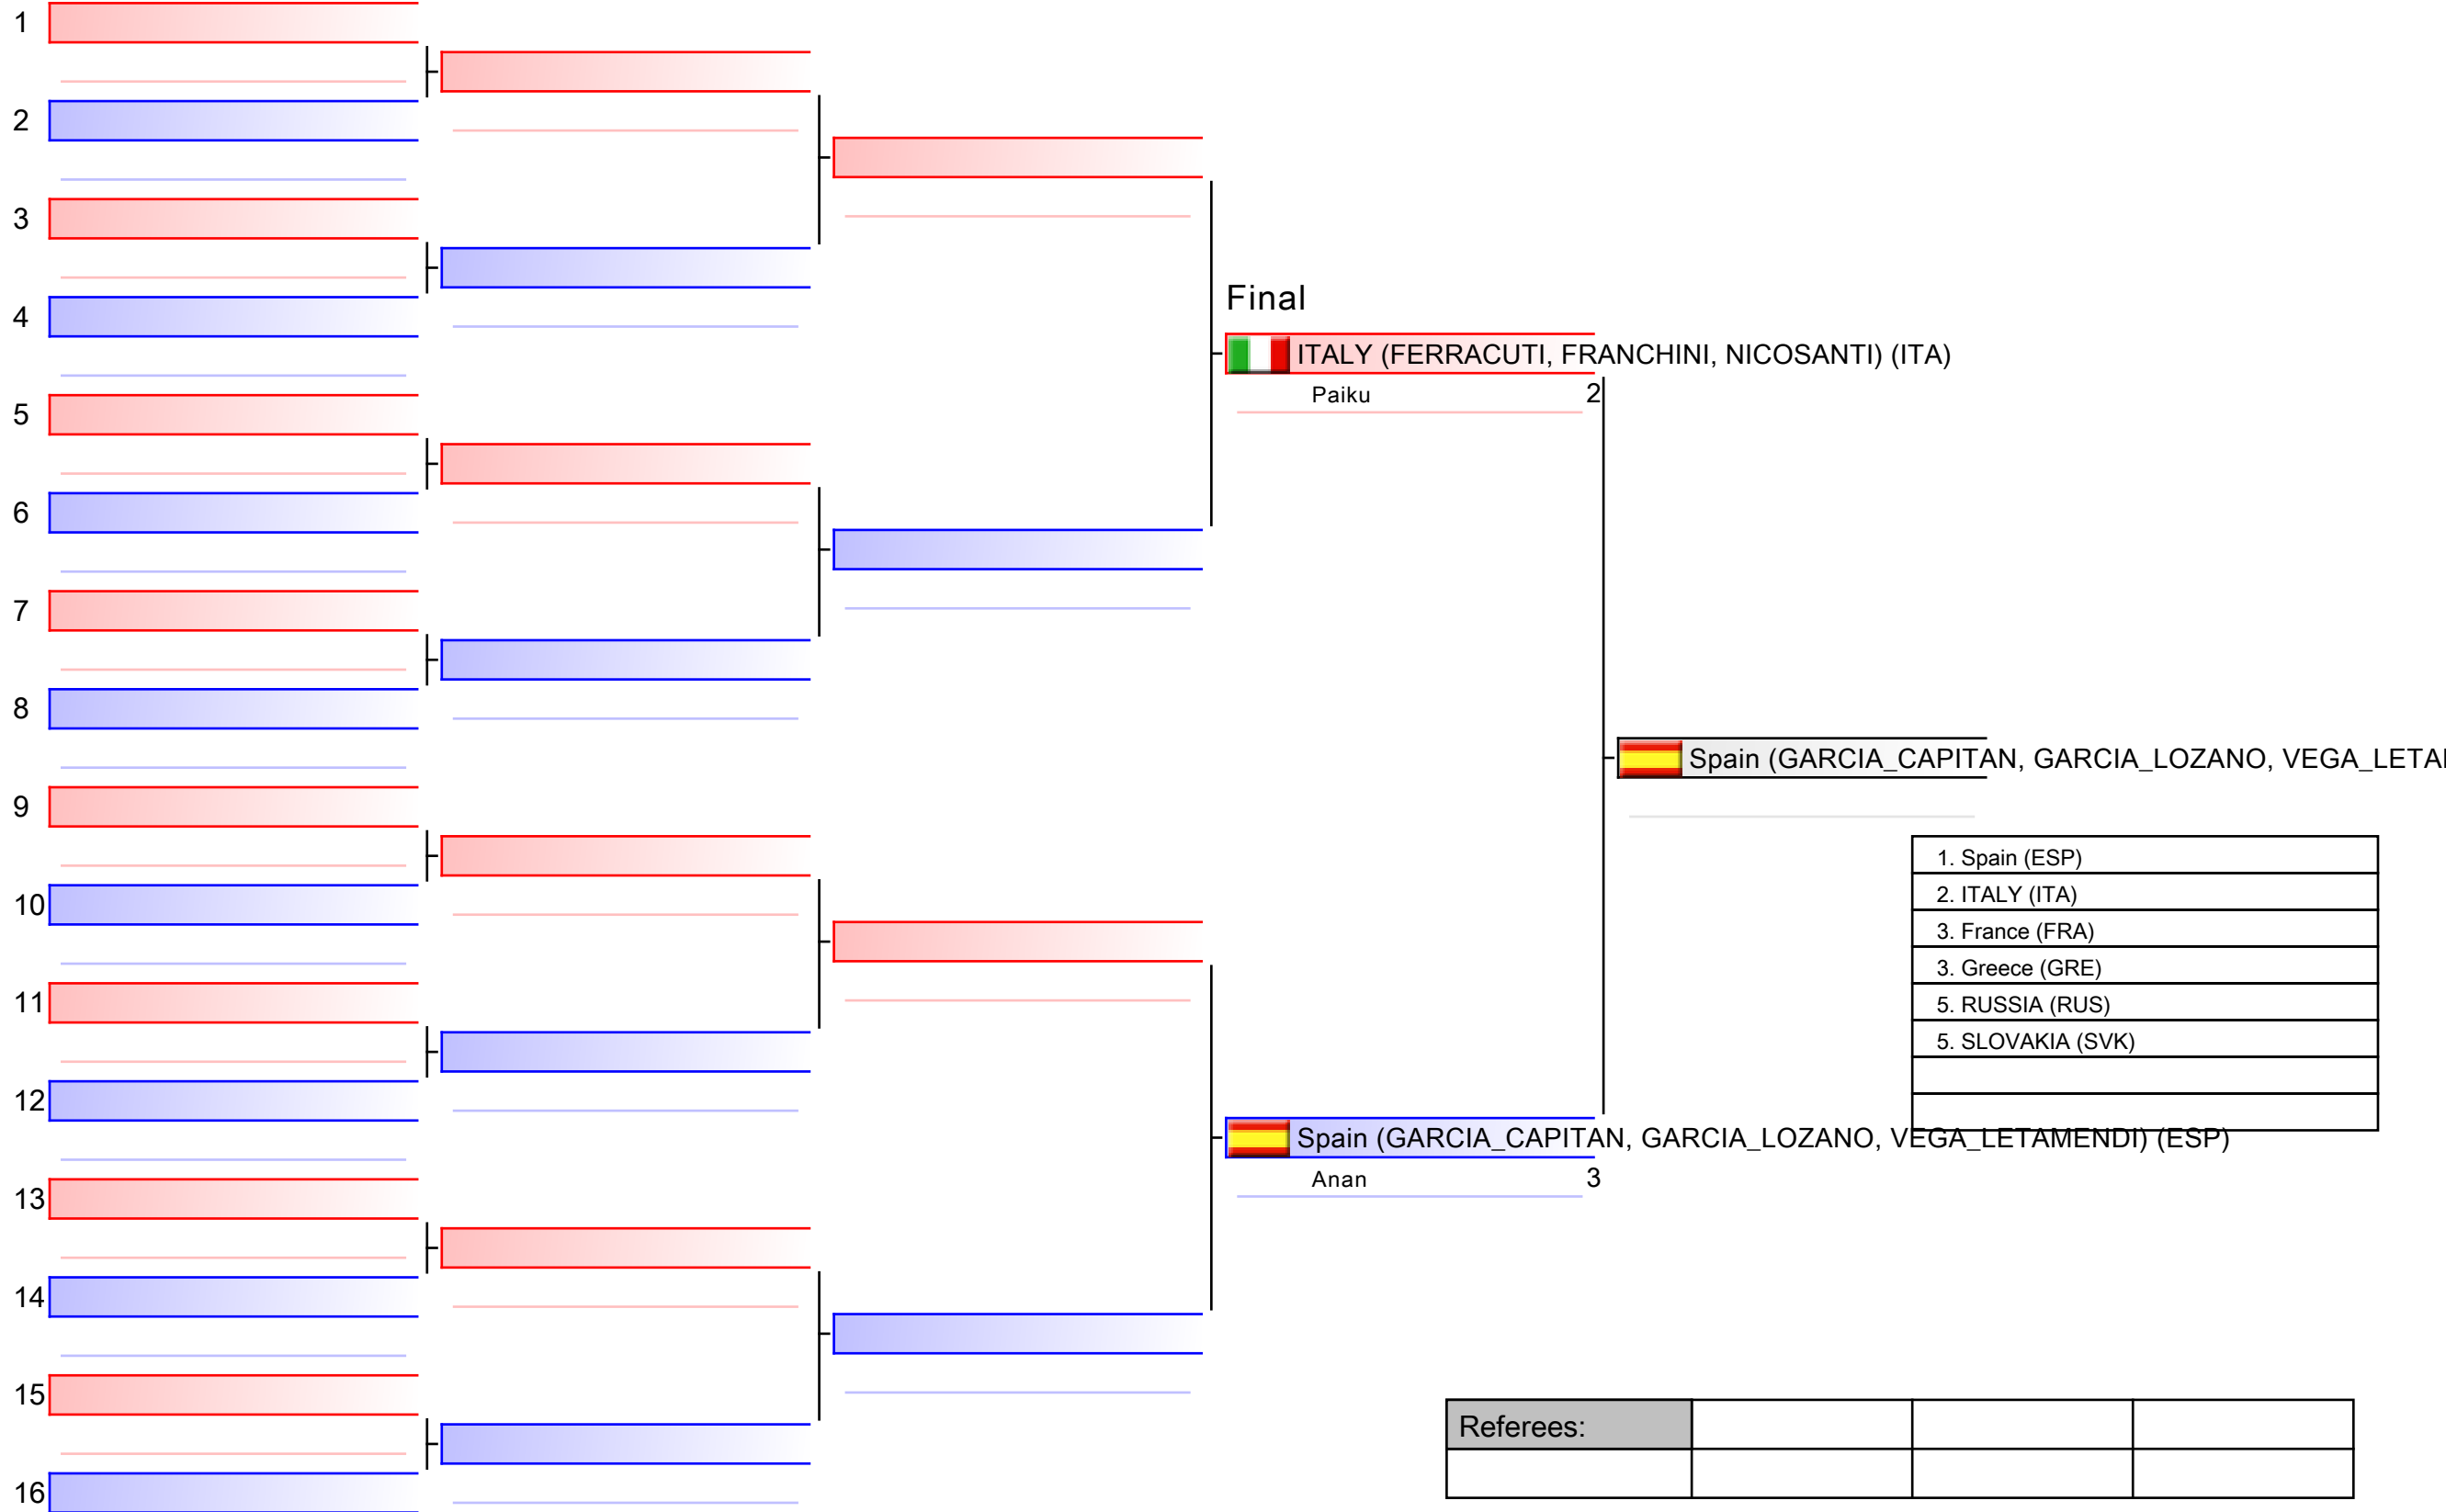 1
2
3
4
5
6
7
8
9
10
11
12
13
14
15
16
Final
ITALY (FERRACUTI, FRANCHINI, NICOSANTI) (ITA)
Paiku 2
Spain (GARCIA_CAPITAN, GARCIA_LOZANO, VEGA_LETAMENDI) (ESP)
Anan 3
Spain (GARCIA_CAPITAN, GARCIA_LOZANO, VEGA_LETA
1. Spain (ESP)
2. ITALY (ITA)
3. France (FRA)
3. Greece (GRE)
5. RUSSIA (RUS)
5. SLOVAKIA (SVK)
Referees: